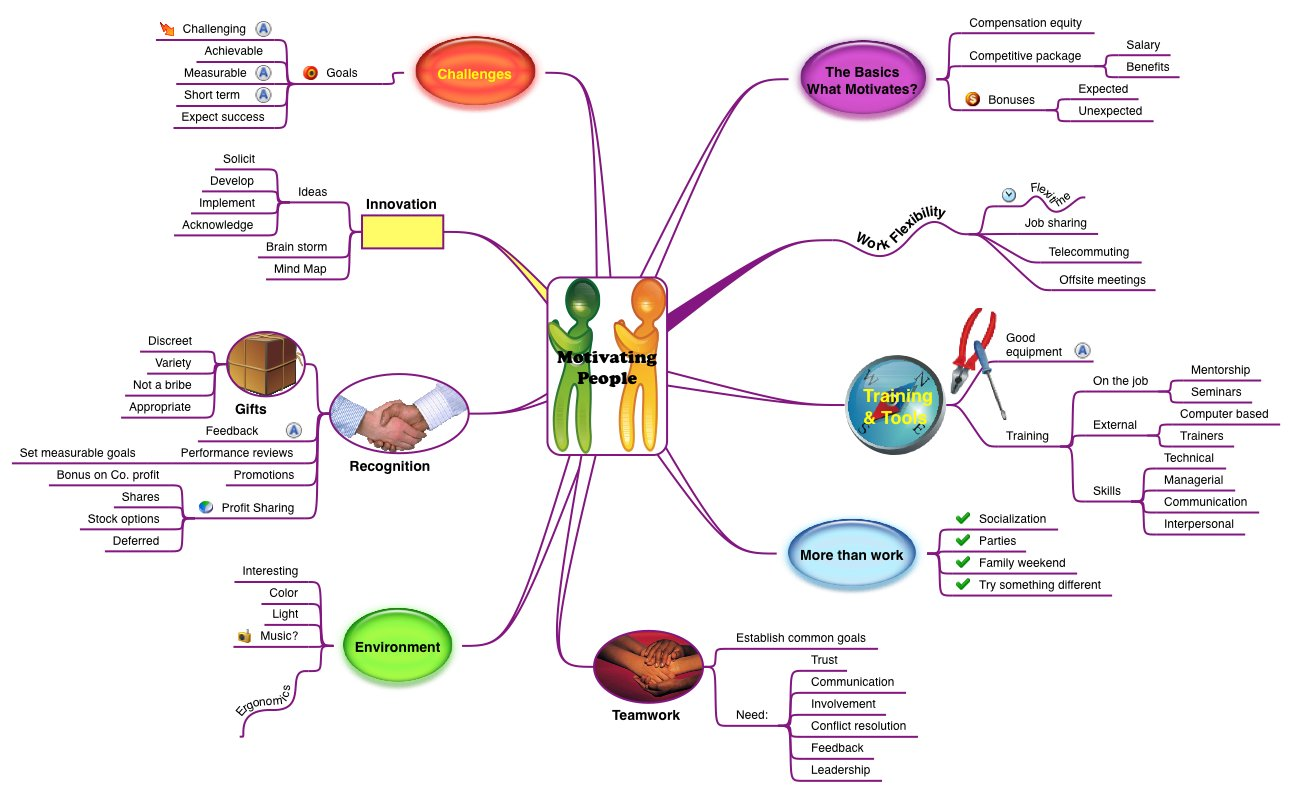 Motivating
People
Challenges
Goals
Challenging
A
Achievable
Measurable
A
Short term
A
Expect success
The Basics
What Motivates?
Compensation equity
Competitive package
Salary
Benefits
$ Bonuses
Expected
Unexpected
Innovation
Ideas
Solicit
Develop
Implement
Acknowledge
Brain storm
Mind Map
Work Flexibility
Flexitime
Job sharing
Telecommuting
Offsite meetings
Recognition
Gifts
Discreet
Variety
Not a bribe
Appropriate
Feedback
A
Performance reviews
Set measurable goals
Promotions
Profit Sharing
Bonus on Co. profit
Shares
Stock options
Deferred
Training
& Tools
W
N
S
E
Good
equipment
A
Training
On the job
Mentorship
Seminars
External
Computer based
Trainers
Skills
Technical
Managerial
Communication
Interpersonal
More than work
Socialization
Parties
Family weekend
Try something different
Environment
Interesting
Color
Light
Music?
Ergonomics
Teamwork
Establish common goals
Need:
Trust
Communication
Involvement
Conflict resolution
Feedback
Leadership